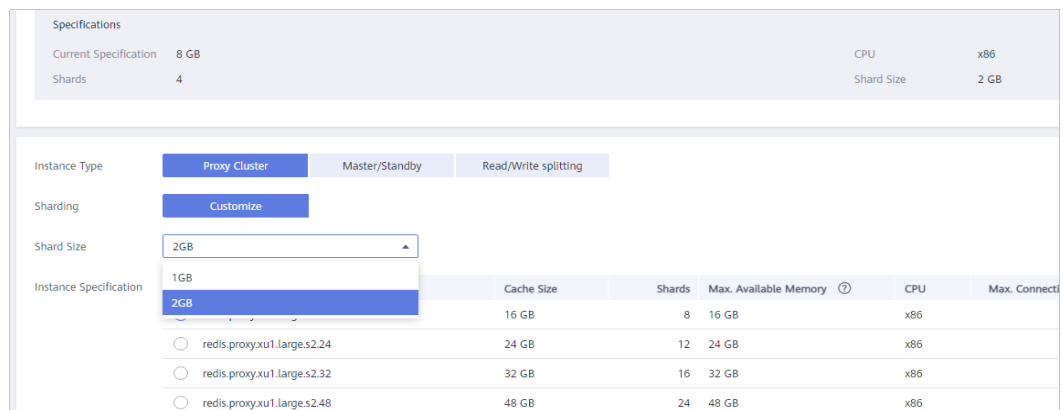 Specifications
Current Specification 8 GB CPU x86
Shards 4 Shard Size 2 GB
Instance Type Proxy Cluster Master/Standby Read/Write splitting
Sharding Customize
Shard Size 2GB
1GB
Instance Specification Cache Size Shards Max. Available Memory ? CPU Max. Connecti
2GB
16 GB 8 16 GB x86
redis.proxy.xu1.large.s2.24 24 GB 12 24 GB x86
redis.proxy.xu1.large.s2.32 32 GB 16 32 GB x86
redis.proxy.xu1.large.s2.48 48 GB 24 48 GB x86